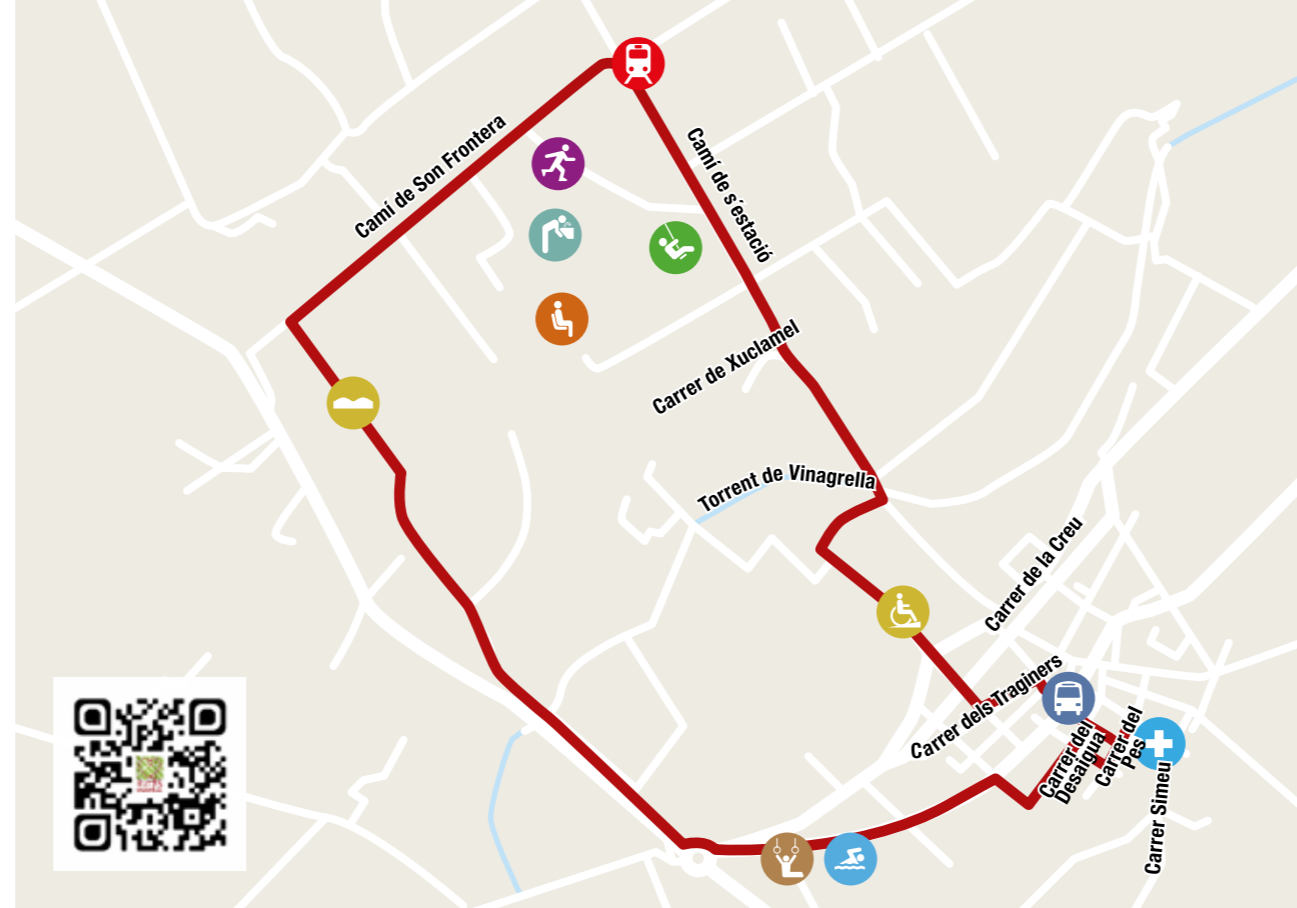 Camí de Son Frontera
Camí de s'estació
Carrer de Xuclamel
Torrent de Vinagrella
Carrer de la Creu
Carrer dels Traginers
Carrer del
Desaigua
Carrer del
Pes
Carrer Simeu